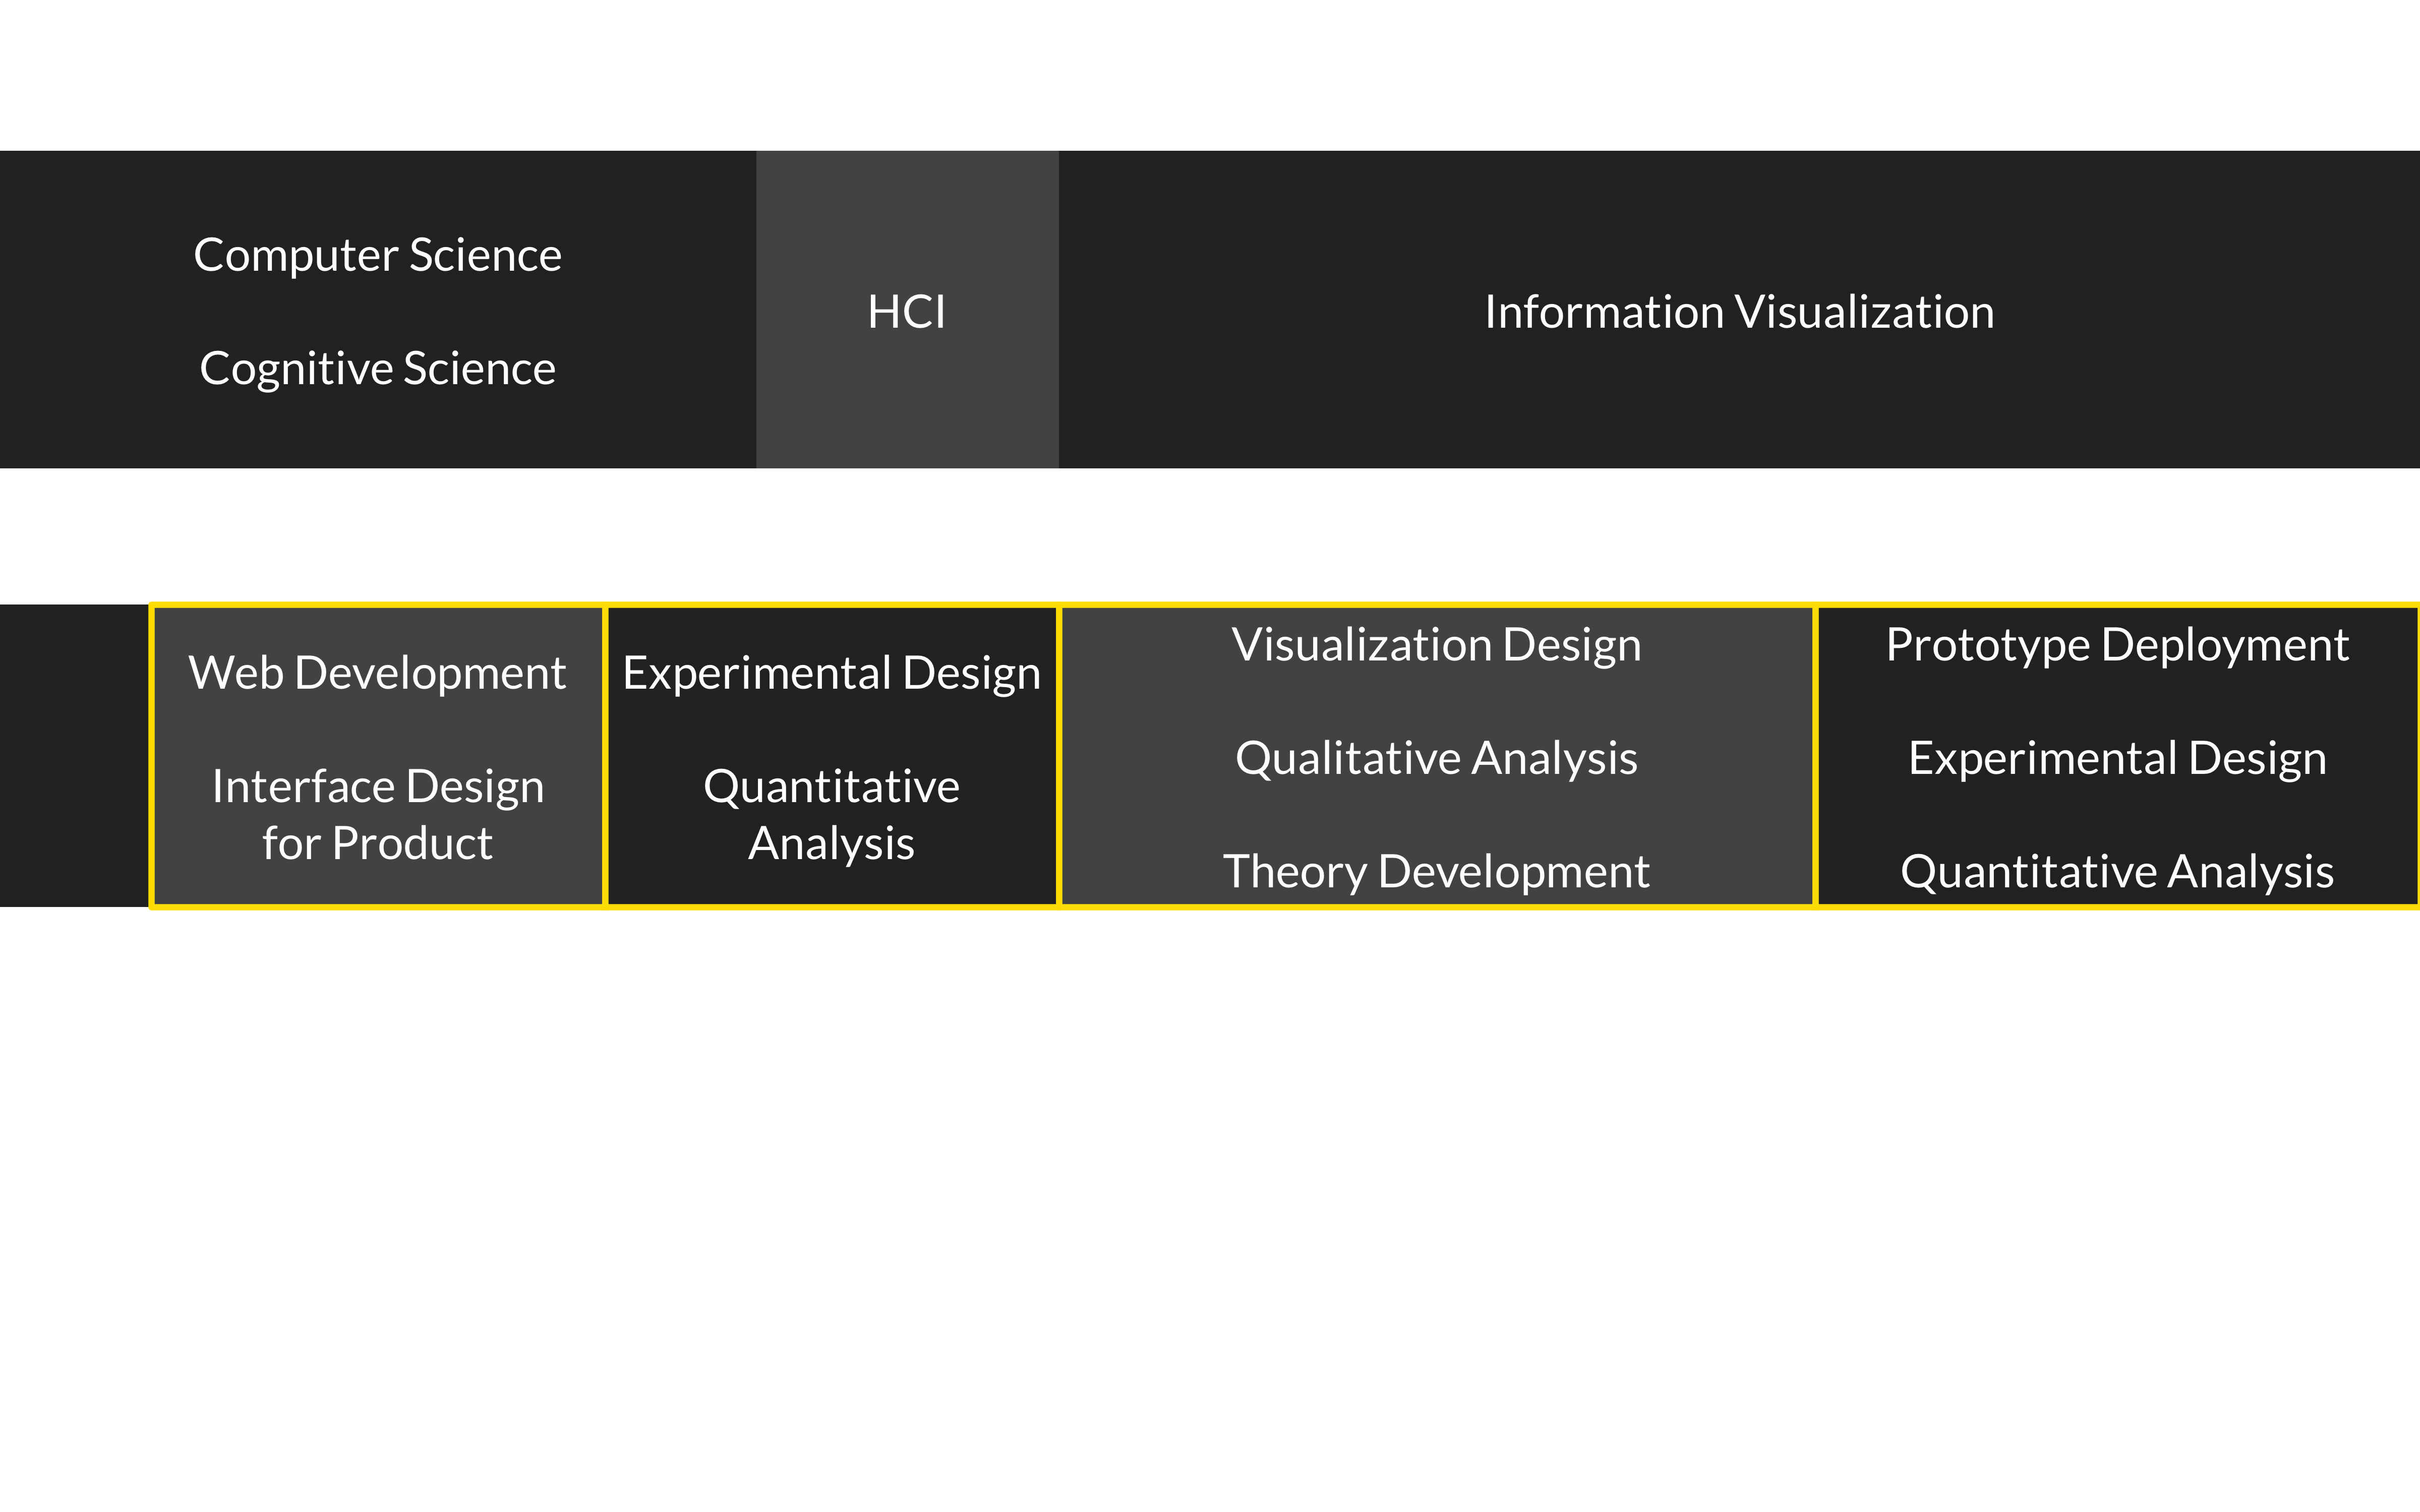 Computer Science
Cognitive Science
HCI
Information Visualization
Web Development
Interface Design
for Product
Experimental Design
Quantitative
Analysis
Visualization Design
Qualitative Analysis
Theory Development
Prototype Deployment
Experimental Design
Quantitative Analysis